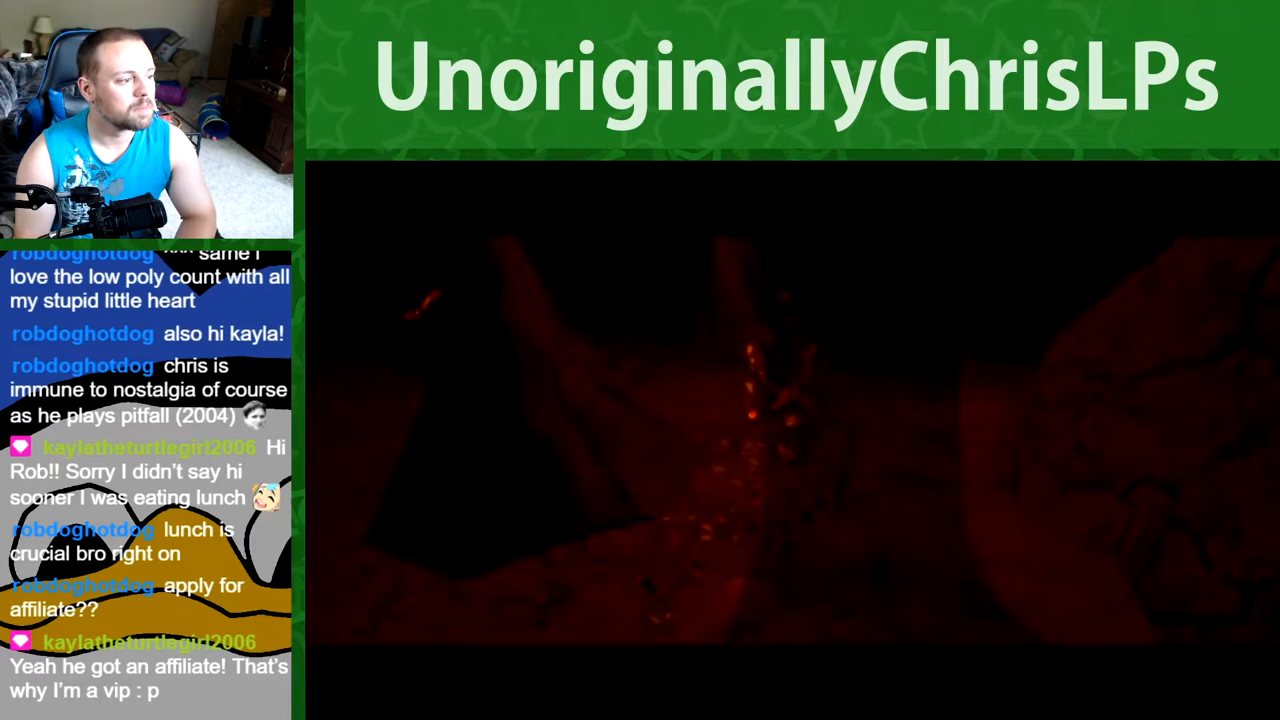 UnoriginallyChrisLPs
robdoghotdog ^^^ same I
love the low poly count with all
my stupid little heart
robdoghotdog also hi kayla!
robdoghotdog chris is
immune to nostalgia of course
as he plays pitfall (2004)
kaylatheturtlegirl2006 Hi
Rob!! Sorry I didn't say hi
sooner I was eating lunch
robdoghotdog lunch is
crucial bro right on
robdoghotdog apply for
affiliate??
kaylatheturtlegirl2006
Yeah he got an affiliate! That's
why I'm a vip : p